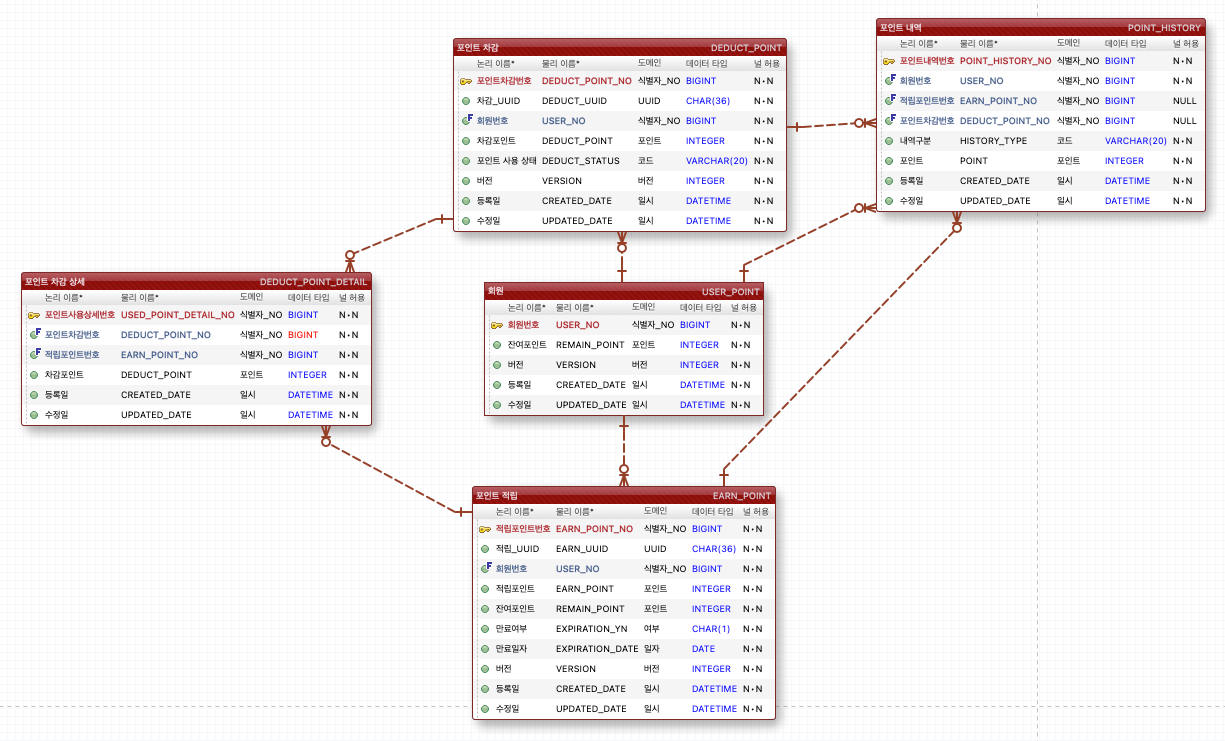 포인트 차감 DEDUCT_POINT
논리 이름* 물리 이름* 도메인 데이터 타입 널 허용
포인트차감번호 DEDUCT_POINT_NO 식별자_NO BIGINT N•N
차감_UUID DEDUCT_UUID UUID CHAR(36) N•N
회원번호 USER_NO 식별자_NO BIGINT N•N
차감포인트 DEDUCT_POINT 포인트 INTEGER N•N
포인트 사용 상태 DEDUCT_STATUS 코드 VARCHAR(20) N•N
버전 VERSION 버전 INTEGER N•N
등록일 CREATED_DATE 일시 DATETIME N•N
수정일 UPDATED_DATE 일시 DATETIME N•N
포인트 내역 POINT_HISTORY
논리 이름* 물리 이름* 도메인 데이터 타입 널 허용
포인트내역번호 POINT_HISTORY_NO 식별자_NO BIGINT N•N
회원번호 USER_NO 식별자_NO BIGINT N•N
적립포인트번호 EARN_POINT_NO 식별자_NO BIGINT NULL
포인트차감번호 DEDUCT_POINT_NO 식별자_NO BIGINT NULL
내역구분 HISTORY_TYPE 코드 VARCHAR(20) N•N
포인트 POINT 포인트 INTEGER N•N
등록일 CREATED_DATE 일시 DATETIME N•N
수정일 UPDATED_DATE 일시 DATETIME N•N
포인트 차감 상세 DEDUCT_POINT_DETAIL
논리 이름* 물리 이름* 도메인 데이터 타입 널 허용
포인트사용상세번호 USED_POINT_DETAIL_NO 식별자_NO BIGINT N•N
포인트차감번호 DEDUCT_POINT_NO 식별자_NO BIGINT N•N
적립포인트번호 EARN_POINT_NO 식별자_NO BIGINT N•N
차감포인트 DEDUCT_POINT 포인트 INTEGER N•N
등록일 CREATED_DATE 일시 DATETIME N•N
수정일 UPDATED_DATE 일시 DATETIME N•N
회원 USER_POINT
논리 이름* 물리 이름* 도메인 데이터 타입 널 허용
회원번호 USER_NO 식별자_NO BIGINT N•N
잔여포인트 REMAIN_POINT 포인트 INTEGER N•N
버전 VERSION 버전 INTEGER N•N
등록일 CREATED_DATE 일시 DATETIME N•N
수정일 UPDATED_DATE 일시 DATETIME N•N
포인트 적립 EARN_POINT
논리 이름* 물리 이름* 도메인 데이터 타입 널 허용
적립포인트번호 EARN_POINT_NO 식별자_NO BIGINT N•N
적립_UUID EARN_UUID UUID CHAR(36) N•N
회원번호 USER_NO 식별자_NO BIGINT N•N
적립포인트 EARN_POINT 포인트 INTEGER N•N
잔여포인트 REMAIN_POINT 포인트 INTEGER N•N
만료여부 EXPIRATION_YN 여부 CHAR(1) N•N
만료일자 EXPIRATION_DATE 일자 DATE N•N
버전 VERSION 버전 INTEGER N•N
등록일 CREATED_DATE 일시 DATETIME N•N
수정일 UPDATED_DATE 일시 DATETIME N•N